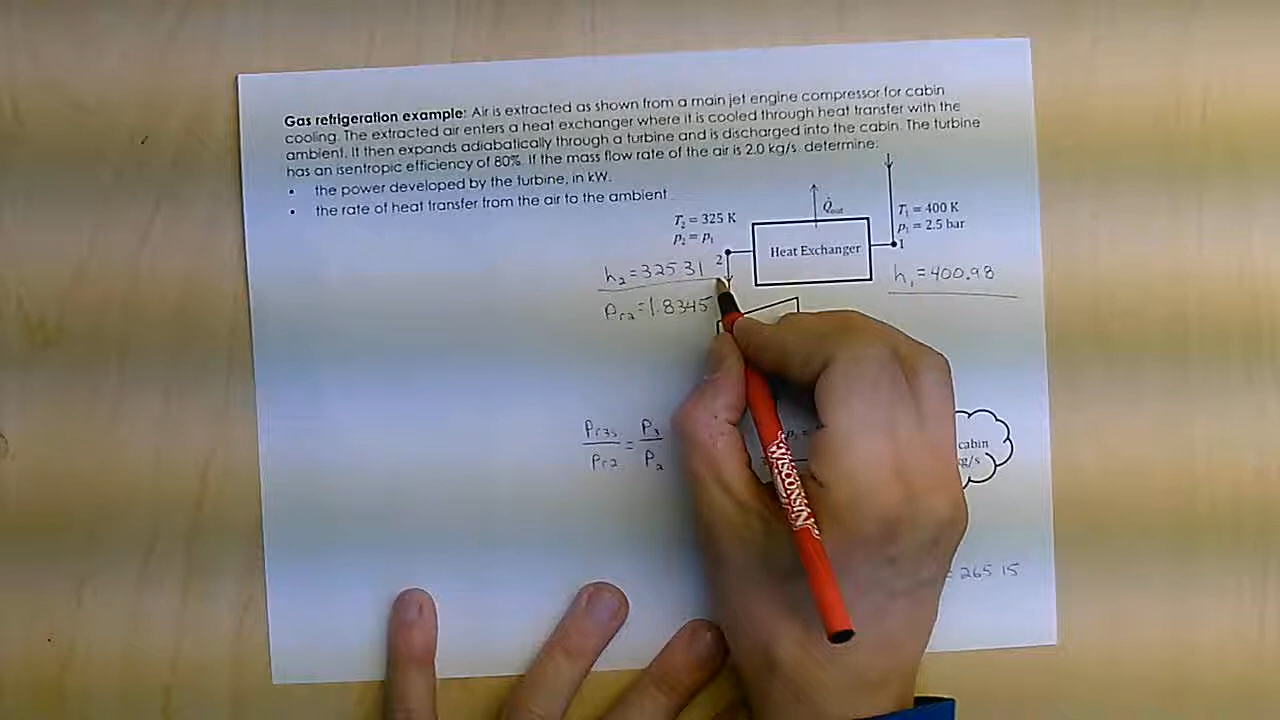 Gas refrigeration example: Air is extracted as shown from a main jet engine compressor for cabin
cooling. The extracted air enters a heat exchanger where it is cooled through heat transfer with the
ambient. It then expands adiabatically through a turbine and is discharged into the cabin. The turbine
has an isentropic efficiency of 80%. If the mass flow rate of the air is 2.0 kg/s, determine:
• the power developed by the turbine, in kW.
• the rate of heat transfer from the air to the ambient
Q̇out
T₂ = 325 K
p₂ = p₁
T₁ = 400 K
p₁ = 2.5 bar
1
Heat Exchanger
2
h₂ = 325.31
h₁ = 400.98
Pr2 = 1.8345
Pr3s
Pr2
=
P3
P2
cabin
kg/s
= 265.15
WISCONSIN